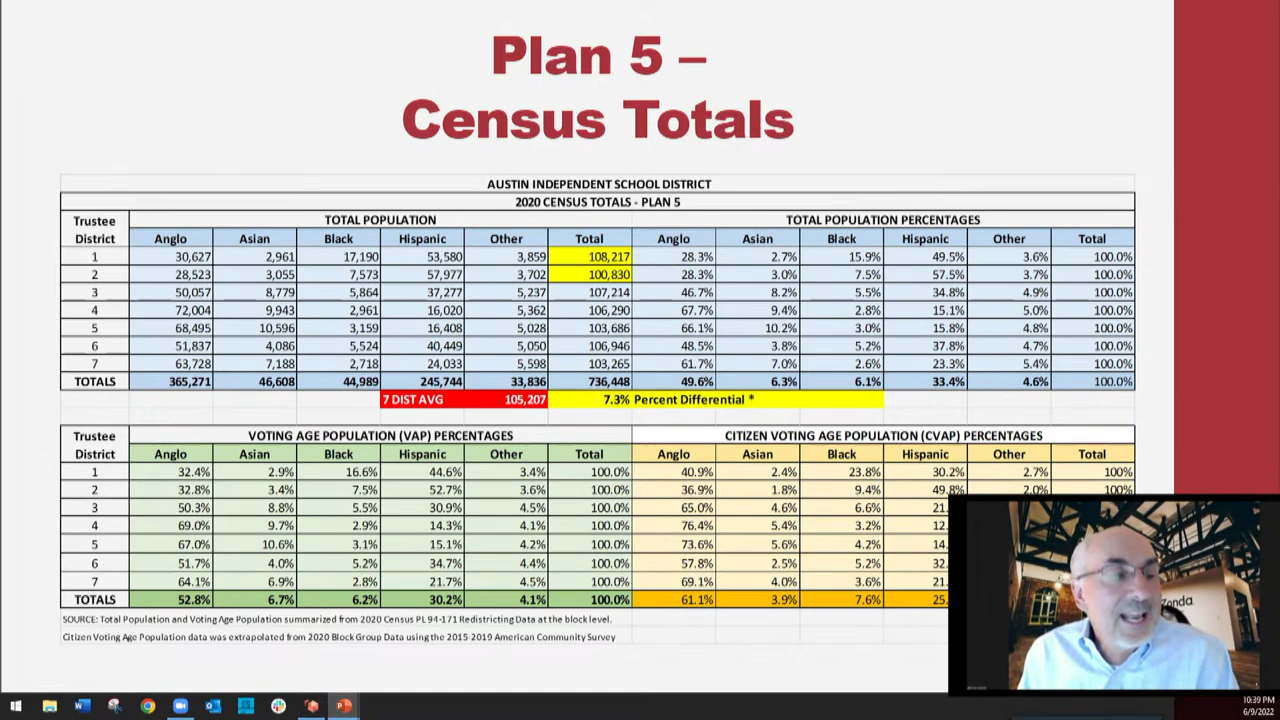 Plan 5 –
Census Totals
AUSTIN INDEPENDENT SCHOOL DISTRICT
2020 CENSUS TOTALS - PLAN 5
Trustee TOTAL POPULATION TOTAL POPULATION PERCENTAGES
District Anglo Asian Black Hispanic Other Total Anglo Asian Black Hispanic Other Total
1 30,627 2,961 17,190 53,580 3,859 108,217 28.3% 2.7% 15.9% 49.5% 3.6% 100.0%
2 28,523 3,055 7,573 57,977 3,702 100,830 28.3% 3.0% 7.5% 57.5% 3.7% 100.0%
3 50,057 8,779 5,864 37,277 5,237 107,214 46.7% 8.2% 5.5% 34.8% 4.9% 100.0%
4 72,004 9,943 2,961 16,020 5,362 106,290 67.7% 9.4% 2.8% 15.1% 5.0% 100.0%
5 68,495 10,596 3,159 16,408 5,028 103,686 66.1% 10.2% 3.0% 15.8% 4.8% 100.0%
6 51,837 4,086 5,524 40,449 5,050 106,946 48.5% 3.8% 5.2% 37.8% 4.7% 100.0%
7 63,728 7,188 2,718 24,033 5,598 103,265 61.7% 7.0% 2.6% 23.3% 5.4% 100.0%
TOTALS 365,271 46,608 44,989 245,744 33,836 736,448 49.6% 6.3% 6.1% 33.4% 4.6% 100.0%
7 DIST AVG 105,207 7.3% Percent Differential *
Trustee VOTING AGE POPULATION (VAP) PERCENTAGES CITIZEN VOTING AGE POPULATION (CVAP) PERCENTAGES
District Anglo Asian Black Hispanic Other Total Anglo Asian Black Hispanic Other Total
1 32.4% 2.9% 16.6% 44.6% 3.4% 100.0% 40.9% 2.4% 23.8% 30.2% 2.7% 100%
2 32.8% 3.4% 7.5% 52.7% 3.6% 100.0% 36.9% 1.8% 9.4% 49.8% 2.0% 100%
3 50.3% 8.8% 5.5% 30.9% 4.5% 100.0% 65.0% 4.6% 6.6% 21.
4 69.0% 9.7% 2.9% 14.3% 4.1% 100.0% 76.4% 5.4% 3.2% 12.
5 67.0% 10.6% 3.1% 15.1% 4.2% 100.0% 73.6% 5.6% 4.2% 14.
6 51.7% 4.0% 5.2% 34.7% 4.4% 100.0% 57.8% 2.5% 5.2% 32.
7 64.1% 6.9% 2.8% 21.7% 4.5% 100.0% 69.1% 4.0% 3.6% 21.
TOTALS 52.8% 6.7% 6.2% 30.2% 4.1% 100.0% 61.1% 3.9% 7.6% 25.
SOURCE: Total Population and Voting Age Population summarized from 2020 Census PL 94-171 Redistricting Data at the block level.
Citizen Voting Age Population data was extrapolated from 2020 Block Group Data using the 2015-2019 American Community Survey
Zonda
10:39 PM
6/9/2022